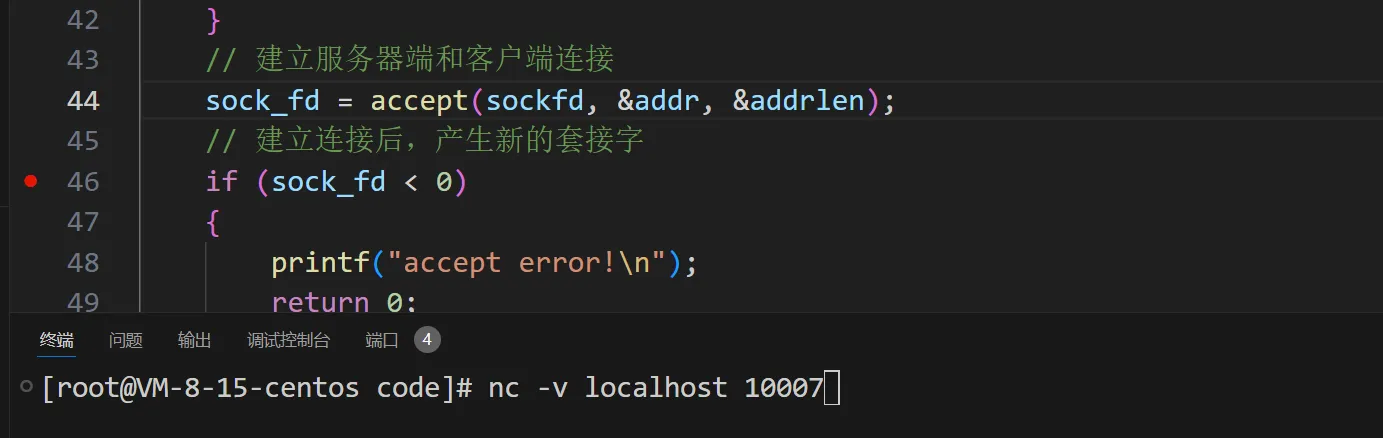 42 }
43 // 建立服务器端和客户端连接
44 sock_fd = accept(sockfd, &addr, &addrlen);
45 // 建立连接后，产生新的套接字
46 if (sock_fd < 0)
47 {
48 printf("accept error!\n");
49 return 0;
终端 问题 输出 调试控制台 端口 4
[root@VM-8-15-centos code]# nc -v localhost 10007